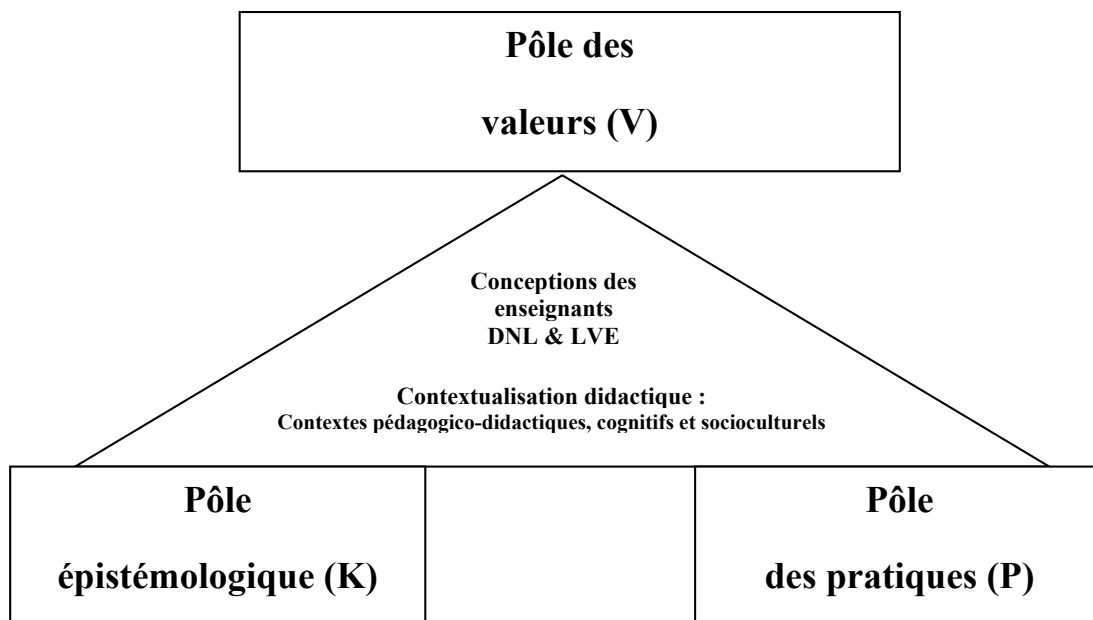 Pôle des
valeurs (V)
Conceptions des
enseignants
DNL & LVE
Contextualisation didactique :
Contextes pédagogico-didactiques, cognitifs et socioculturels
Pôle
épistémologique (K)
Pôle
des pratiques (P)